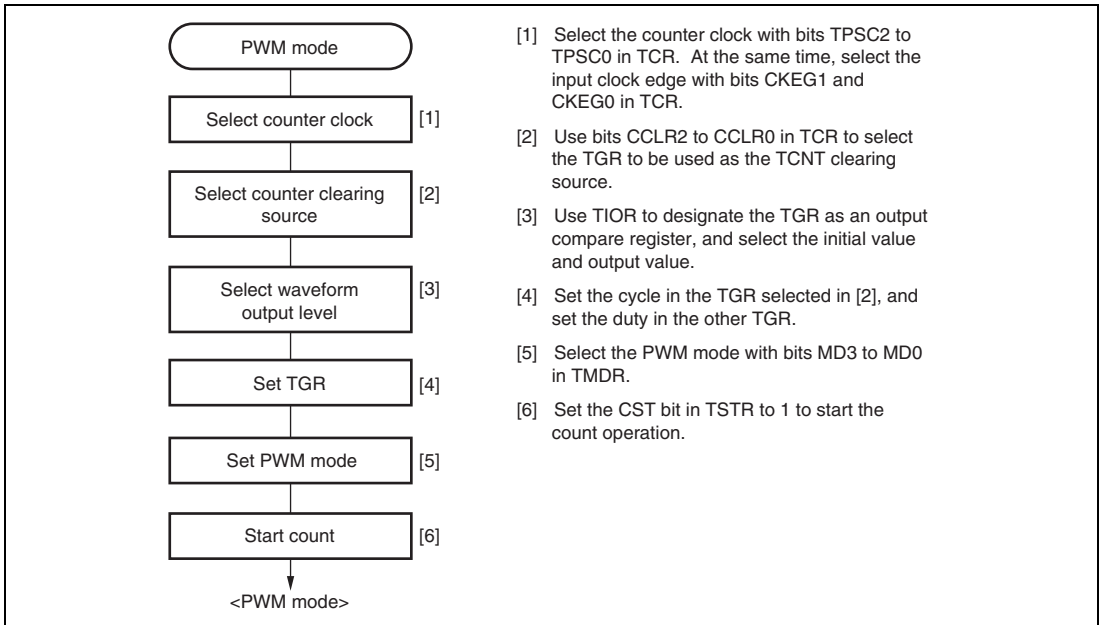 PWM mode
Select counter clock [1]
Select counter clearing
source
[2]
Select waveform
output level
[3]
Set TGR [4]
Set PWM mode [5]
Start count [6]
<PWM mode>
[1] Select the counter clock with bits TPSC2 to
TPSC0 in TCR. At the same time, select the
input clock edge with bits CKEG1 and
CKEG0 in TCR.
[2] Use bits CCLR2 to CCLR0 in TCR to select
the TGR to be used as the TCNT clearing
source.
[3] Use TIOR to designate the TGR as an output
compare register, and select the initial value
and output value.
[4] Set the cycle in the TGR selected in [2], and
set the duty in the other TGR.
[5] Select the PWM mode with bits MD3 to MD0
in TMDR.
[6] Set the CST bit in TSTR to 1 to start the
count operation.